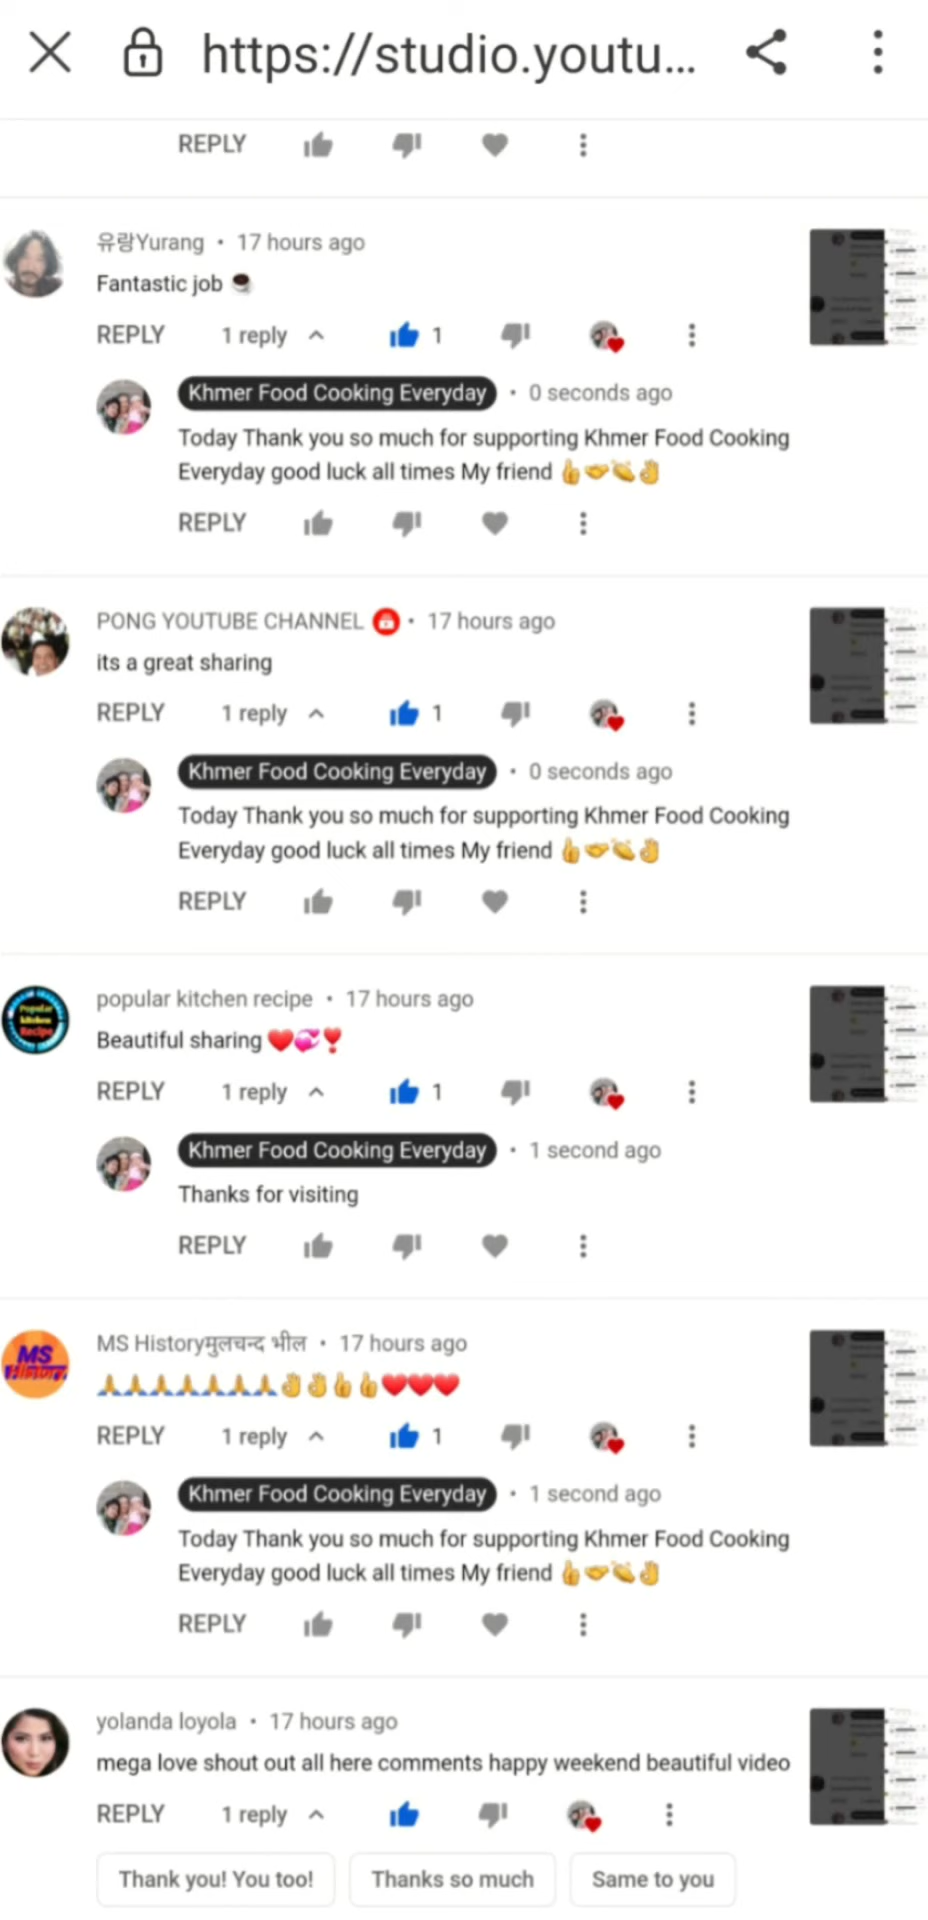 https://studio.youtu...
REPLY
유랑Yurang • 17 hours ago
Fantastic job ☕
REPLY 1 reply 1
Khmer Food Cooking Everyday • 0 seconds ago
Today Thank you so much for supporting Khmer Food Cooking
Everyday good luck all times My friend 👍🤝👏👌
REPLY
PONG YOUTUBE CHANNEL • 17 hours ago
its a great sharing
REPLY 1 reply 1
Khmer Food Cooking Everyday • 0 seconds ago
Today Thank you so much for supporting Khmer Food Cooking
Everyday good luck all times My friend 👍🤝👏👌
REPLY
Popular
kitchen
Recipe
popular kitchen recipe • 17 hours ago
Beautiful sharing ❤️💞❣️
REPLY 1 reply 1
Khmer Food Cooking Everyday • 1 second ago
Thanks for visiting
REPLY
MS
History
MS Historyमुलचन्द भील • 17 hours ago
🙏🙏🙏🙏🙏🙏🙏👌👌👍👍❤️❤️❤️
REPLY 1 reply 1
Khmer Food Cooking Everyday • 1 second ago
Today Thank you so much for supporting Khmer Food Cooking
Everyday good luck all times My friend 👍🤝👏👌
REPLY
yolanda loyola • 17 hours ago
mega love shout out all here comments happy weekend beautiful video
REPLY 1 reply
Thank you! You too! Thanks so much Same to you